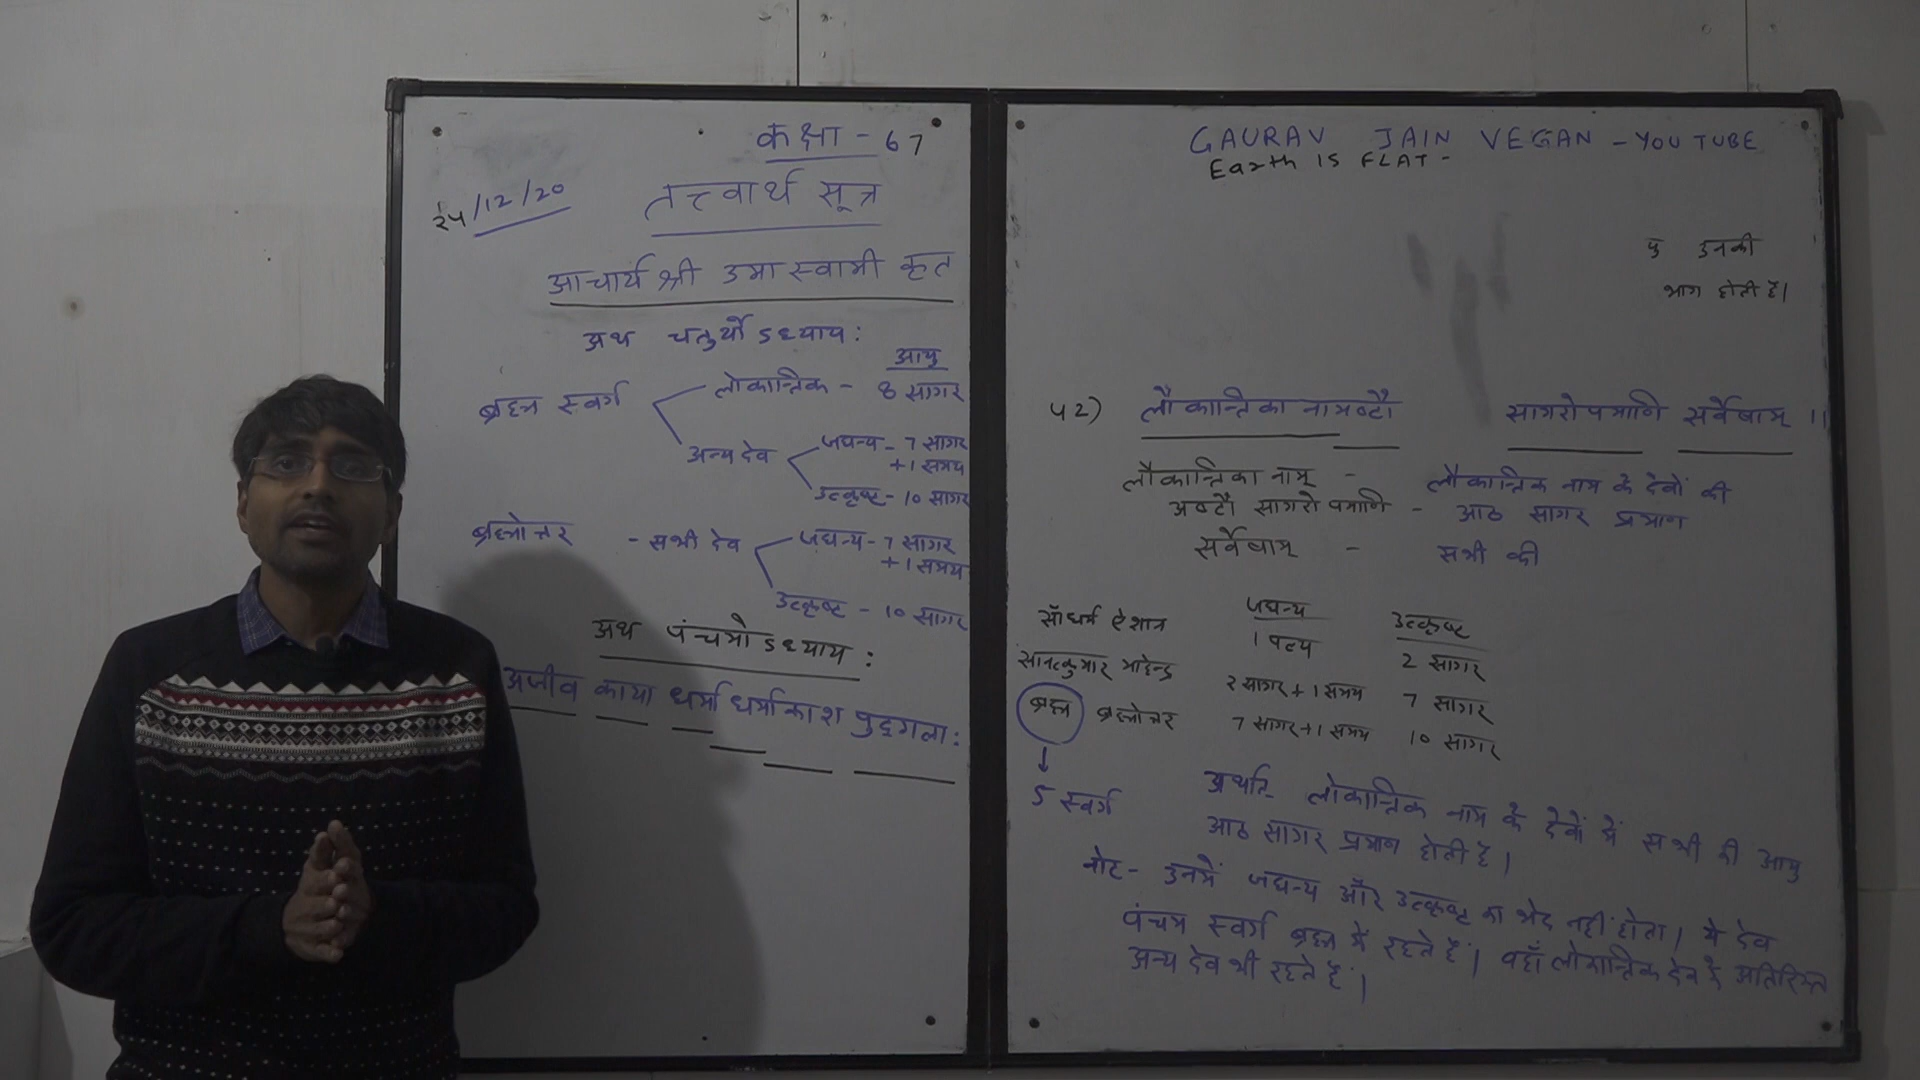 कक्षा - 67
24/12/20
तत्त्वार्थ सूत्र
आचार्य श्री उमास्वामी कृत
अथ चतुर्थोऽध्याय:
आयु
ब्रह्म स्वर्ग
लोकान्तिक - 8 सागर
अन्य देव
जघन्य - 7 सागर
+1 समय
उत्कृष्ट - 10 सागर
ब्रह्मोत्तर - सभी देव
जघन्य - 7 सागर
+1 समय
उत्कृष्ट - 10 सागर
अथ पंचमोऽध्याय:
अजीव काया धर्माधर्माकाश पुद्गला:
GAURAV JAIN VEGAN - YOUTUBE
Earth IS FLAT -
उनकी
भाग होती है।
42) लौकान्तिकानामष्टौ सागरोपमाणि सर्वेषाम् ॥
लौकान्तिकानाम् - लौकान्तिक नाम के देवों की
अष्टौ सागरोपमाणि - आठ सागर प्रमाण
सर्वेषाम् - सभी की
जघन्य उत्कृष्ट
सौधर्म ऐशान 1 पल्य 2 सागर
सानत्कुमार माहेन्द्र 2 सागर + 1 समय 7 सागर
ब्रह्म ब्रह्मोत्तर 7 सागर + 1 समय 10 सागर
5 स्वर्ग
अर्थात लोकान्तिक नाम के देवों में सभी की आयु
आठ सागर प्रमाण होती है।
नोट - उनमें जघन्य और उत्कृष्ट का भेद नहीं होता। ये देव
पंचम स्वर्ग ब्रह्म में रहते हैं। वहाँ लोकान्तिक देव के अतिरिक्त
अन्य देव भी रहते हैं।